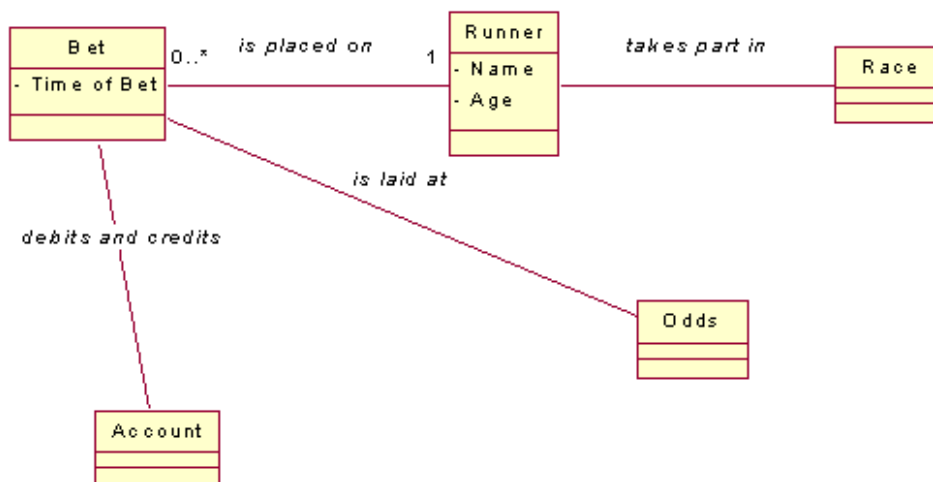 Bet
- Time of Bet
0..*
is placed on
1
Runner
- Name
- Age
takes part in
Race
is laid at
debits and credits
Odds
Account